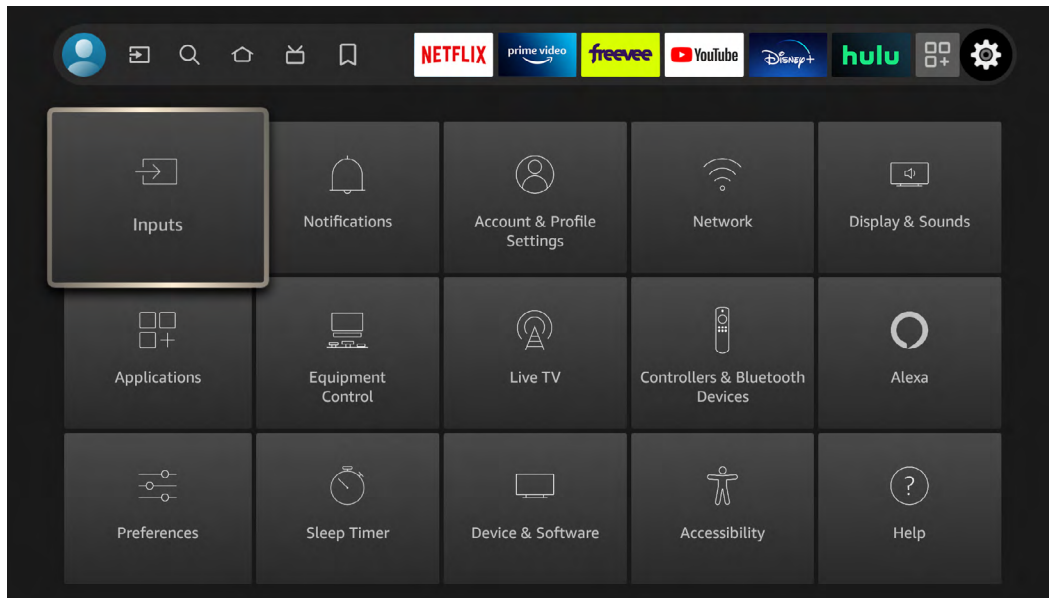 NETFLIX
prime video
freevee
YouTube
Disney+
hulu
Inputs
Notifications
Account & Profile
Settings
Network
Display & Sounds
Applications
Equipment
Control
Live TV
Controllers & Bluetooth
Devices
Alexa
Preferences
Sleep Timer
Device & Software
Accessibility
?
Help